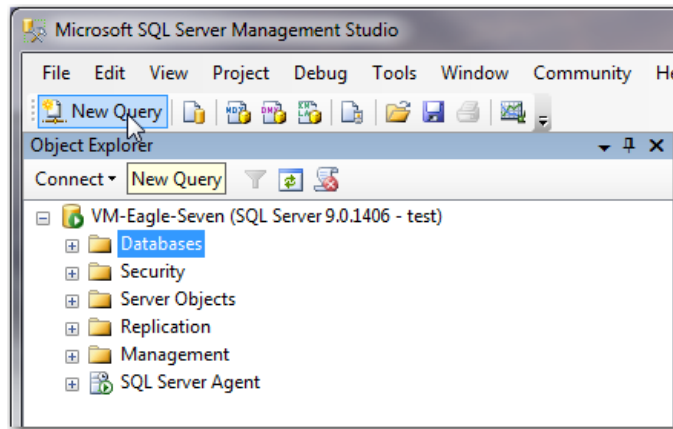 Microsoft SQL Server Management Studio
File Edit View Project Debug Tools Window Community
New Query
Object Explorer
Connect New Query
VM-Eagle-Seven (SQL Server 9.0.1406 - test)
Databases
Security
Server Objects
Replication
Management
SQL Server Agent